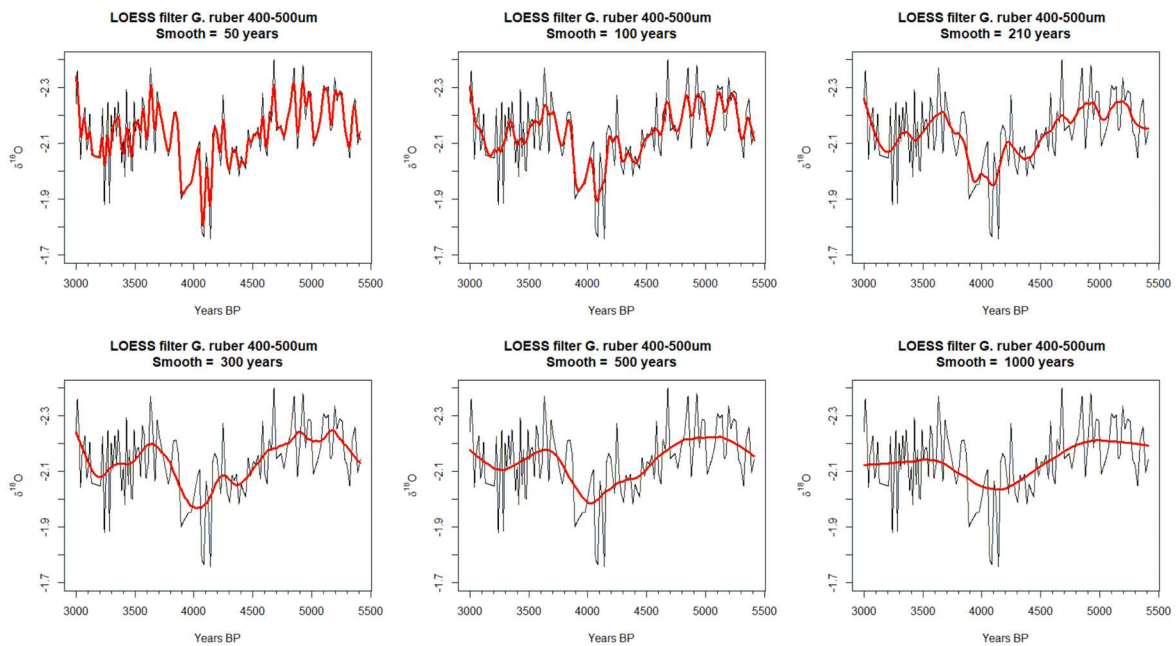 LOESS filter G. ruber 400-500um
Smooth = 50 years
-2.3
-2.1
-1.9
-1.7
δ18O
3000 3500 4000 4500 5000 5500
Years BP
LOESS filter G. ruber 400-500um
Smooth = 100 years
-2.3
-2.1
-1.9
-1.7
δ18O
3000 3500 4000 4500 5000 5500
Years BP
LOESS filter G. ruber 400-500um
Smooth = 210 years
-2.3
-2.1
-1.9
-1.7
δ18O
3000 4000 5000 5500
Years BP
LOESS filter G. ruber 400-500um
Smooth = 300 years
-2.3
-2.1
-1.9
-1.7
δ18O
3000 3500 4000 4500 5000 5500
Years BP
LOESS filter G. ruber 400-500um
Smooth = 500 years
-2.3
-2.1
-1.9
-1.7
δ18O
3000 3500 4000 4500 5000 5500
Years BP
LOESS filter G. ruber 400-500um
Smooth = 1000 years
-2.3
-2.1
-1.9
-1.7
δ18O
3000 4000 5000 5500
Years BP